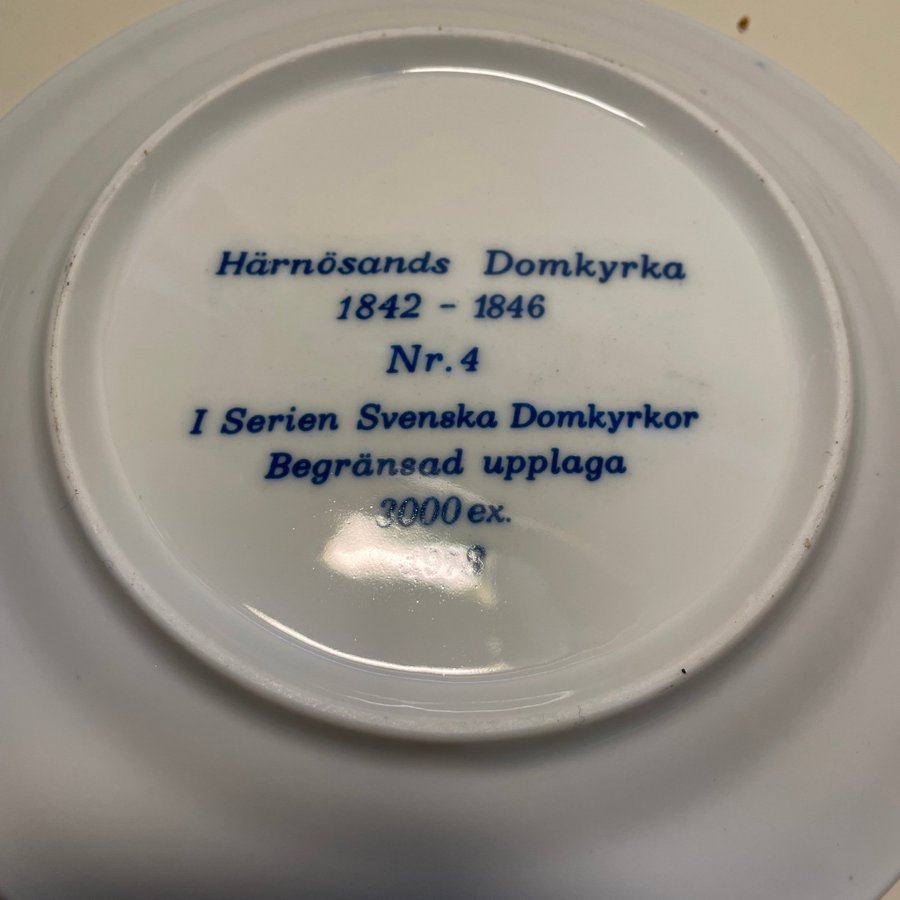 Härnösands Domkyrka
1842 - 1846
Nr. 4
I Serien Svenska Domkyrkor
Begränsad upplaga
3000 ex.